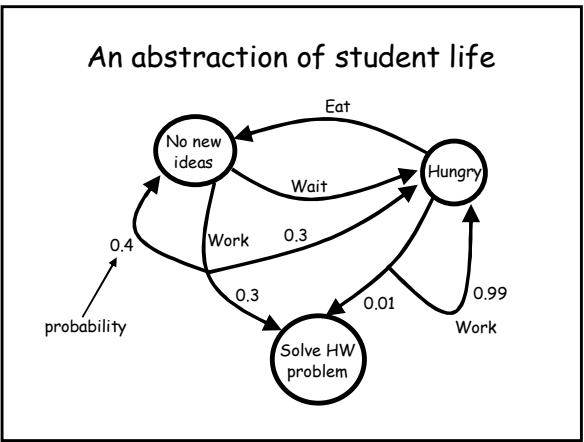 An abstraction of student life
Eat
No new
ideas
Hungry
Wait
Work
0.3
0.4
0.3
0.01
0.99
probability
Work
Solve HW
problem